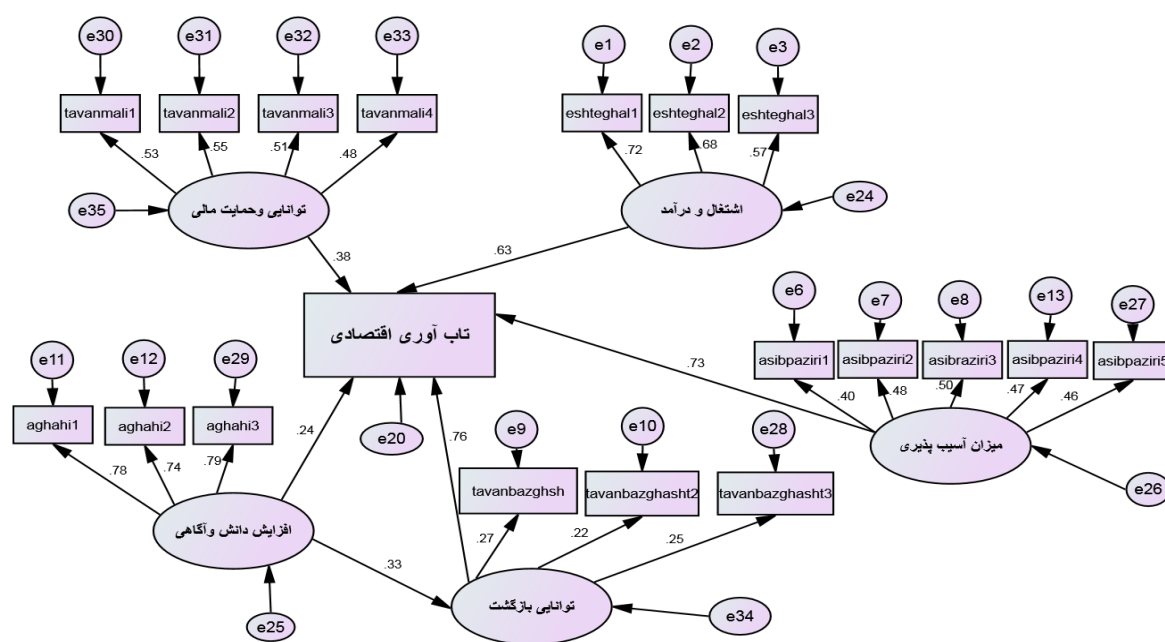 e30 e31 e32 e33
tavanmali1 tavanmali2 tavanmali3 tavanmali4
.53 .55 .51 .48
e35
توانایی وحمایت مالی
.38
e1 e2 e3
eshteghal1 eshteghal2 eshteghal3
.72 .68 .57
اشتغال و درآمد
e24
.63
تاب آوری اقتصادی
e20
e6 e7 e8 e13 e27
asibpaziri1 asibpaziri2 asibraziri3 asibpaziri4 asibpaziri5
.40 .48 .50 .47 .46
میزان آسیب پذیری
e26
.73
e11 e12 e29
aghahi1 aghahi2 aghahi3
.78 .74 .79
افزایش دانش وآگاهی
e25
.24
.33
.76
e9 e10 e28
tavanbazghsh tavanbazghasht2 tavanbazghasht3
.27 .22 .25
توانایی بازگشت
e34